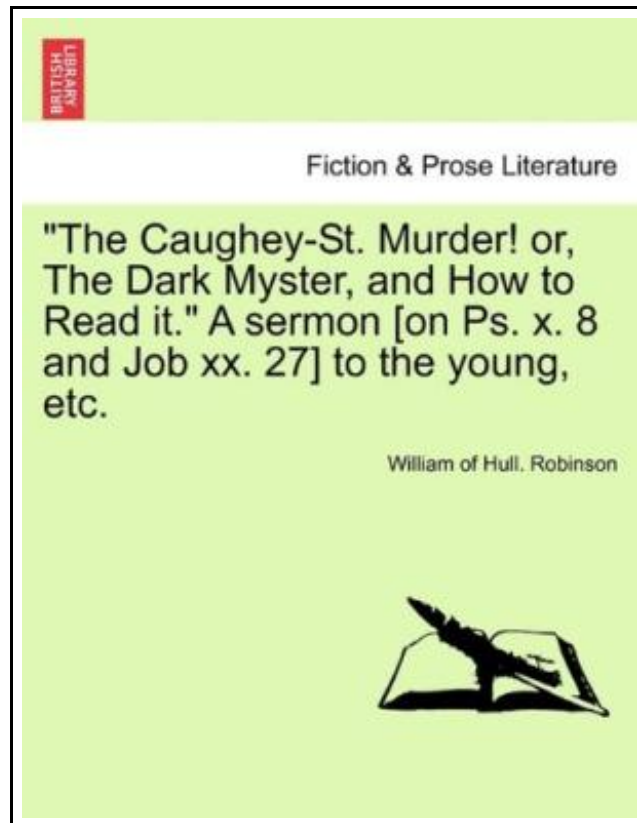 BRITISH
LIBRARY
Fiction & Prose Literature
"The Caughey-St. Murder! or,
The Dark Myster, and How to
Read it." A sermon [on Ps. x. 8
and Job xx. 27] to the young,
etc.
William of Hull. Robinson